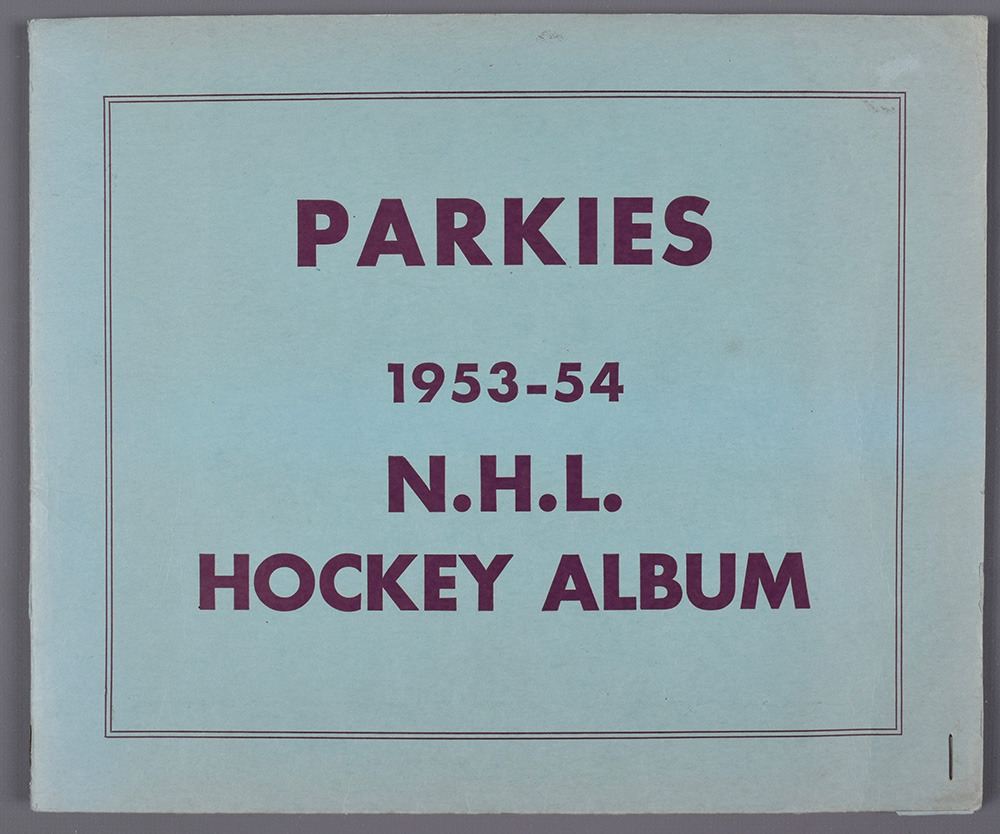 PARKIES
1953-54
N.H.L.
HOCKEY ALBUM